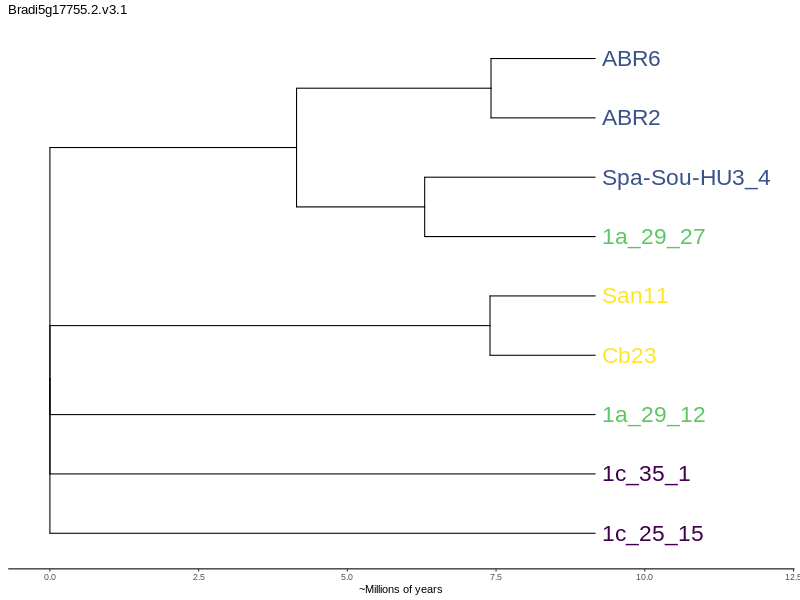 Bradi5g17755.2.v3.1
ABR6
ABR2
Spa-Sou-HU3_4
1a_29_27
San11
Cb23
1a_29_12
1c_35_1
1c_25_15
0.0 2.5 5.0 7.5 10.0 12.5
~Millions of years